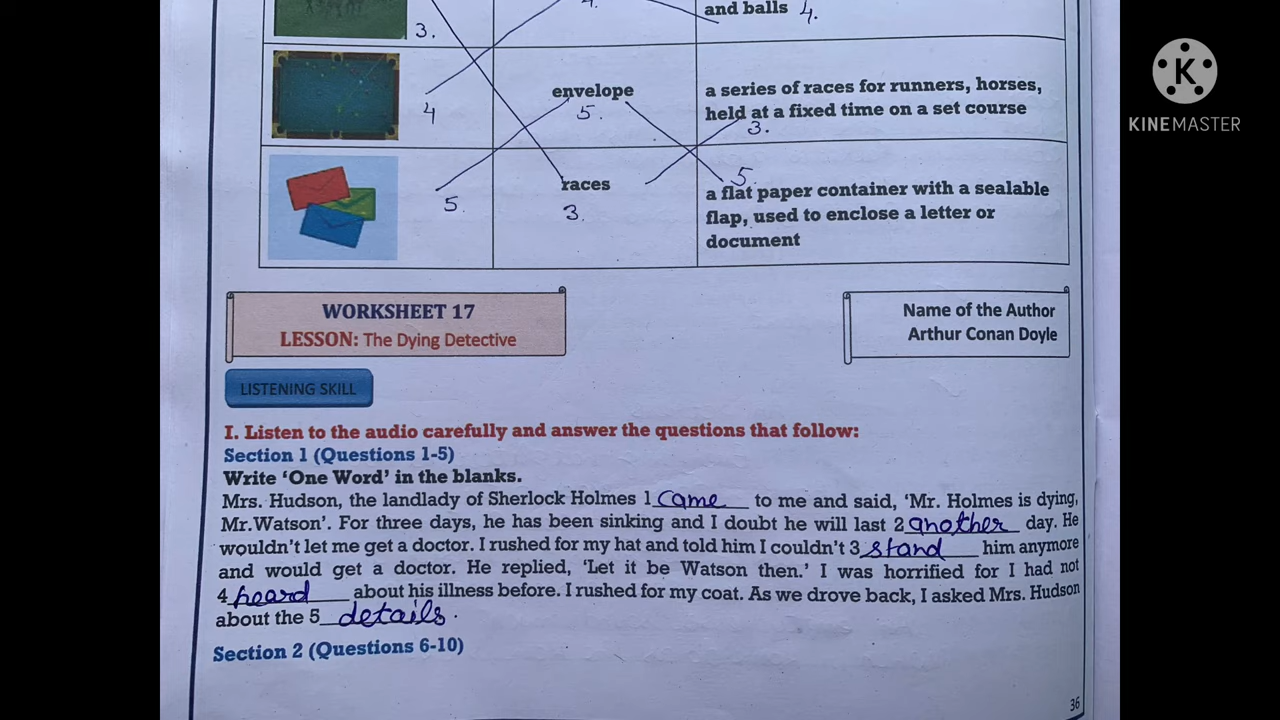 3.
4.
and balls 4.
4
envelope
5.
a series of races for runners, horses,
held at a fixed time on a set course
3.
5.
races
3.
5.
a flat paper container with a sealable
flap, used to enclose a letter or
document
K
KINEMASTER
WORKSHEET 17
LESSON: The Dying Detective
Name of the Author
Arthur Conan Doyle
LISTENING SKILL
I. Listen to the audio carefully and answer the questions that follow:
Section 1 (Questions 1-5)
Write ‘One Word’ in the blanks.
Mrs. Hudson, the landlady of Sherlock Holmes 1 came to me and said, ‘Mr. Holmes is dying,
Mr.Watson’. For three days, he has been sinking and I doubt he will last 2 another day. He
wouldn’t let me get a doctor. I rushed for my hat and told him I couldn’t 3 stand him anymore
and would get a doctor. He replied, ‘Let it be Watson then.’ I was horrified for I had not
4 heard about his illness before. I rushed for my coat. As we drove back, I asked Mrs. Hudson
about the 5 details.
Section 2 (Questions 6-10)
36